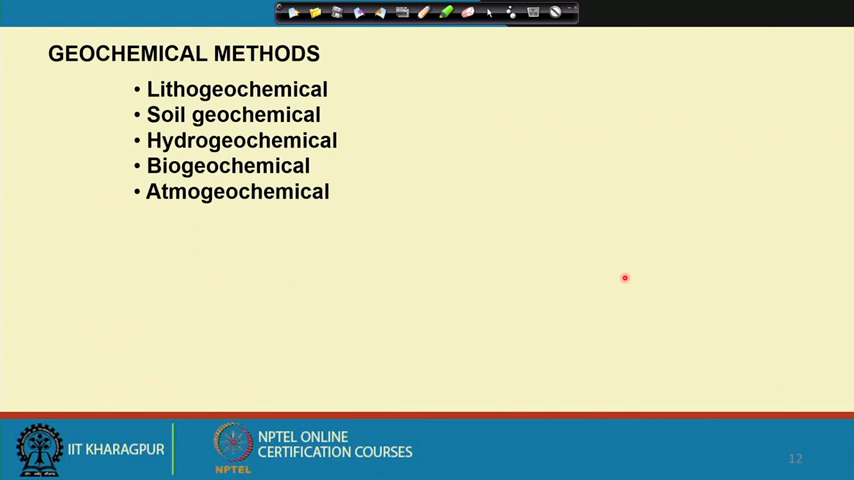 GEOCHEMICAL METHODS
• Lithogeochemical
• Soil geochemical
• Hydrogeochemical
• Biogeochemical
• Atmogeochemical
IIT KHARAGPUR
NPTEL
NPTEL ONLINE
CERTIFICATION COURSES
12